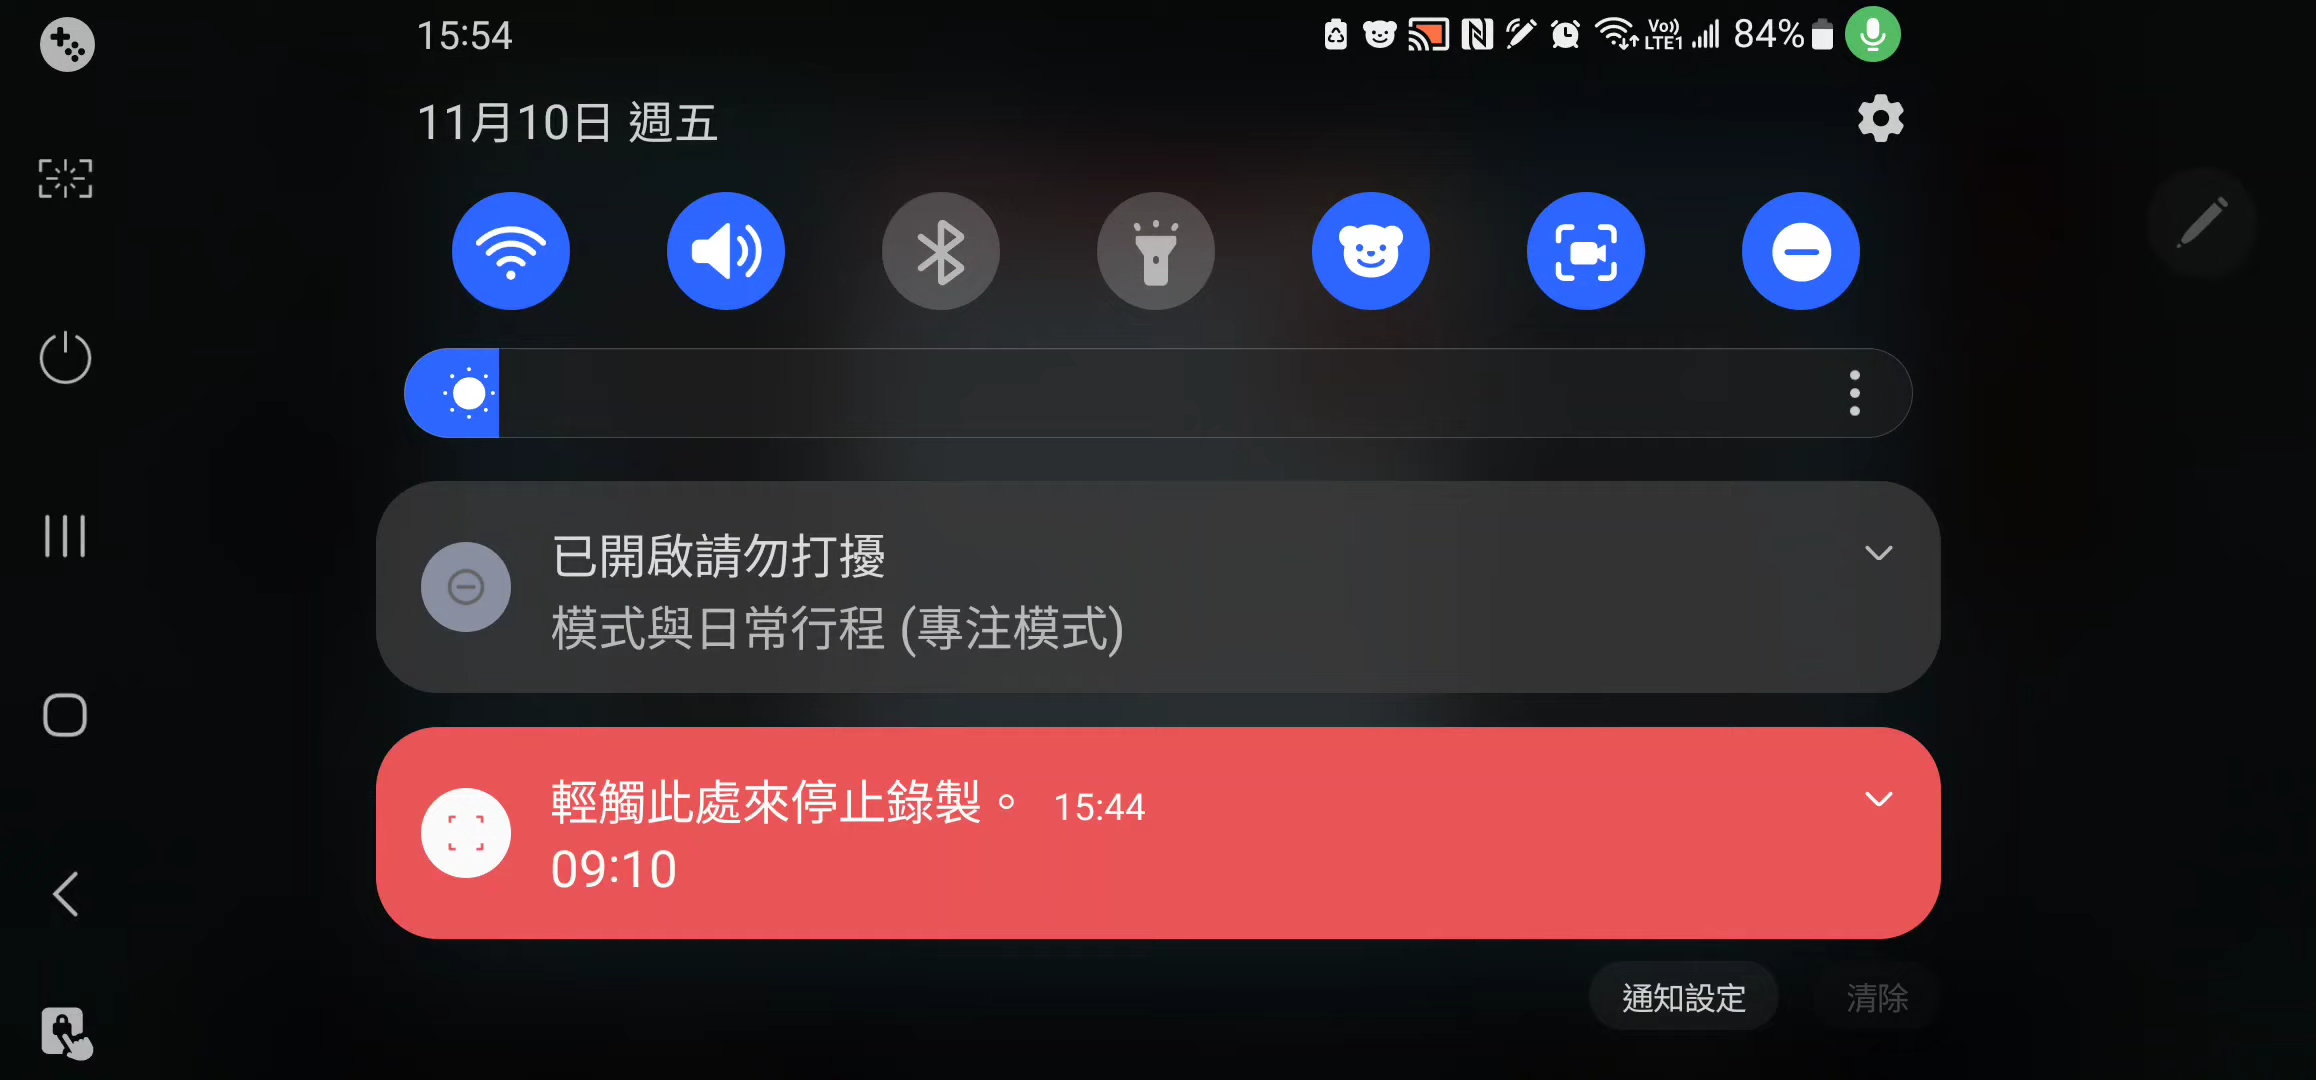 15:54
Vo)) LTE1 84%
11月10日 週五
已開啟請勿打擾
模式與日常行程 (專注模式)
輕觸此處來停止錄製。 15:44
09:10
通知設定 清除